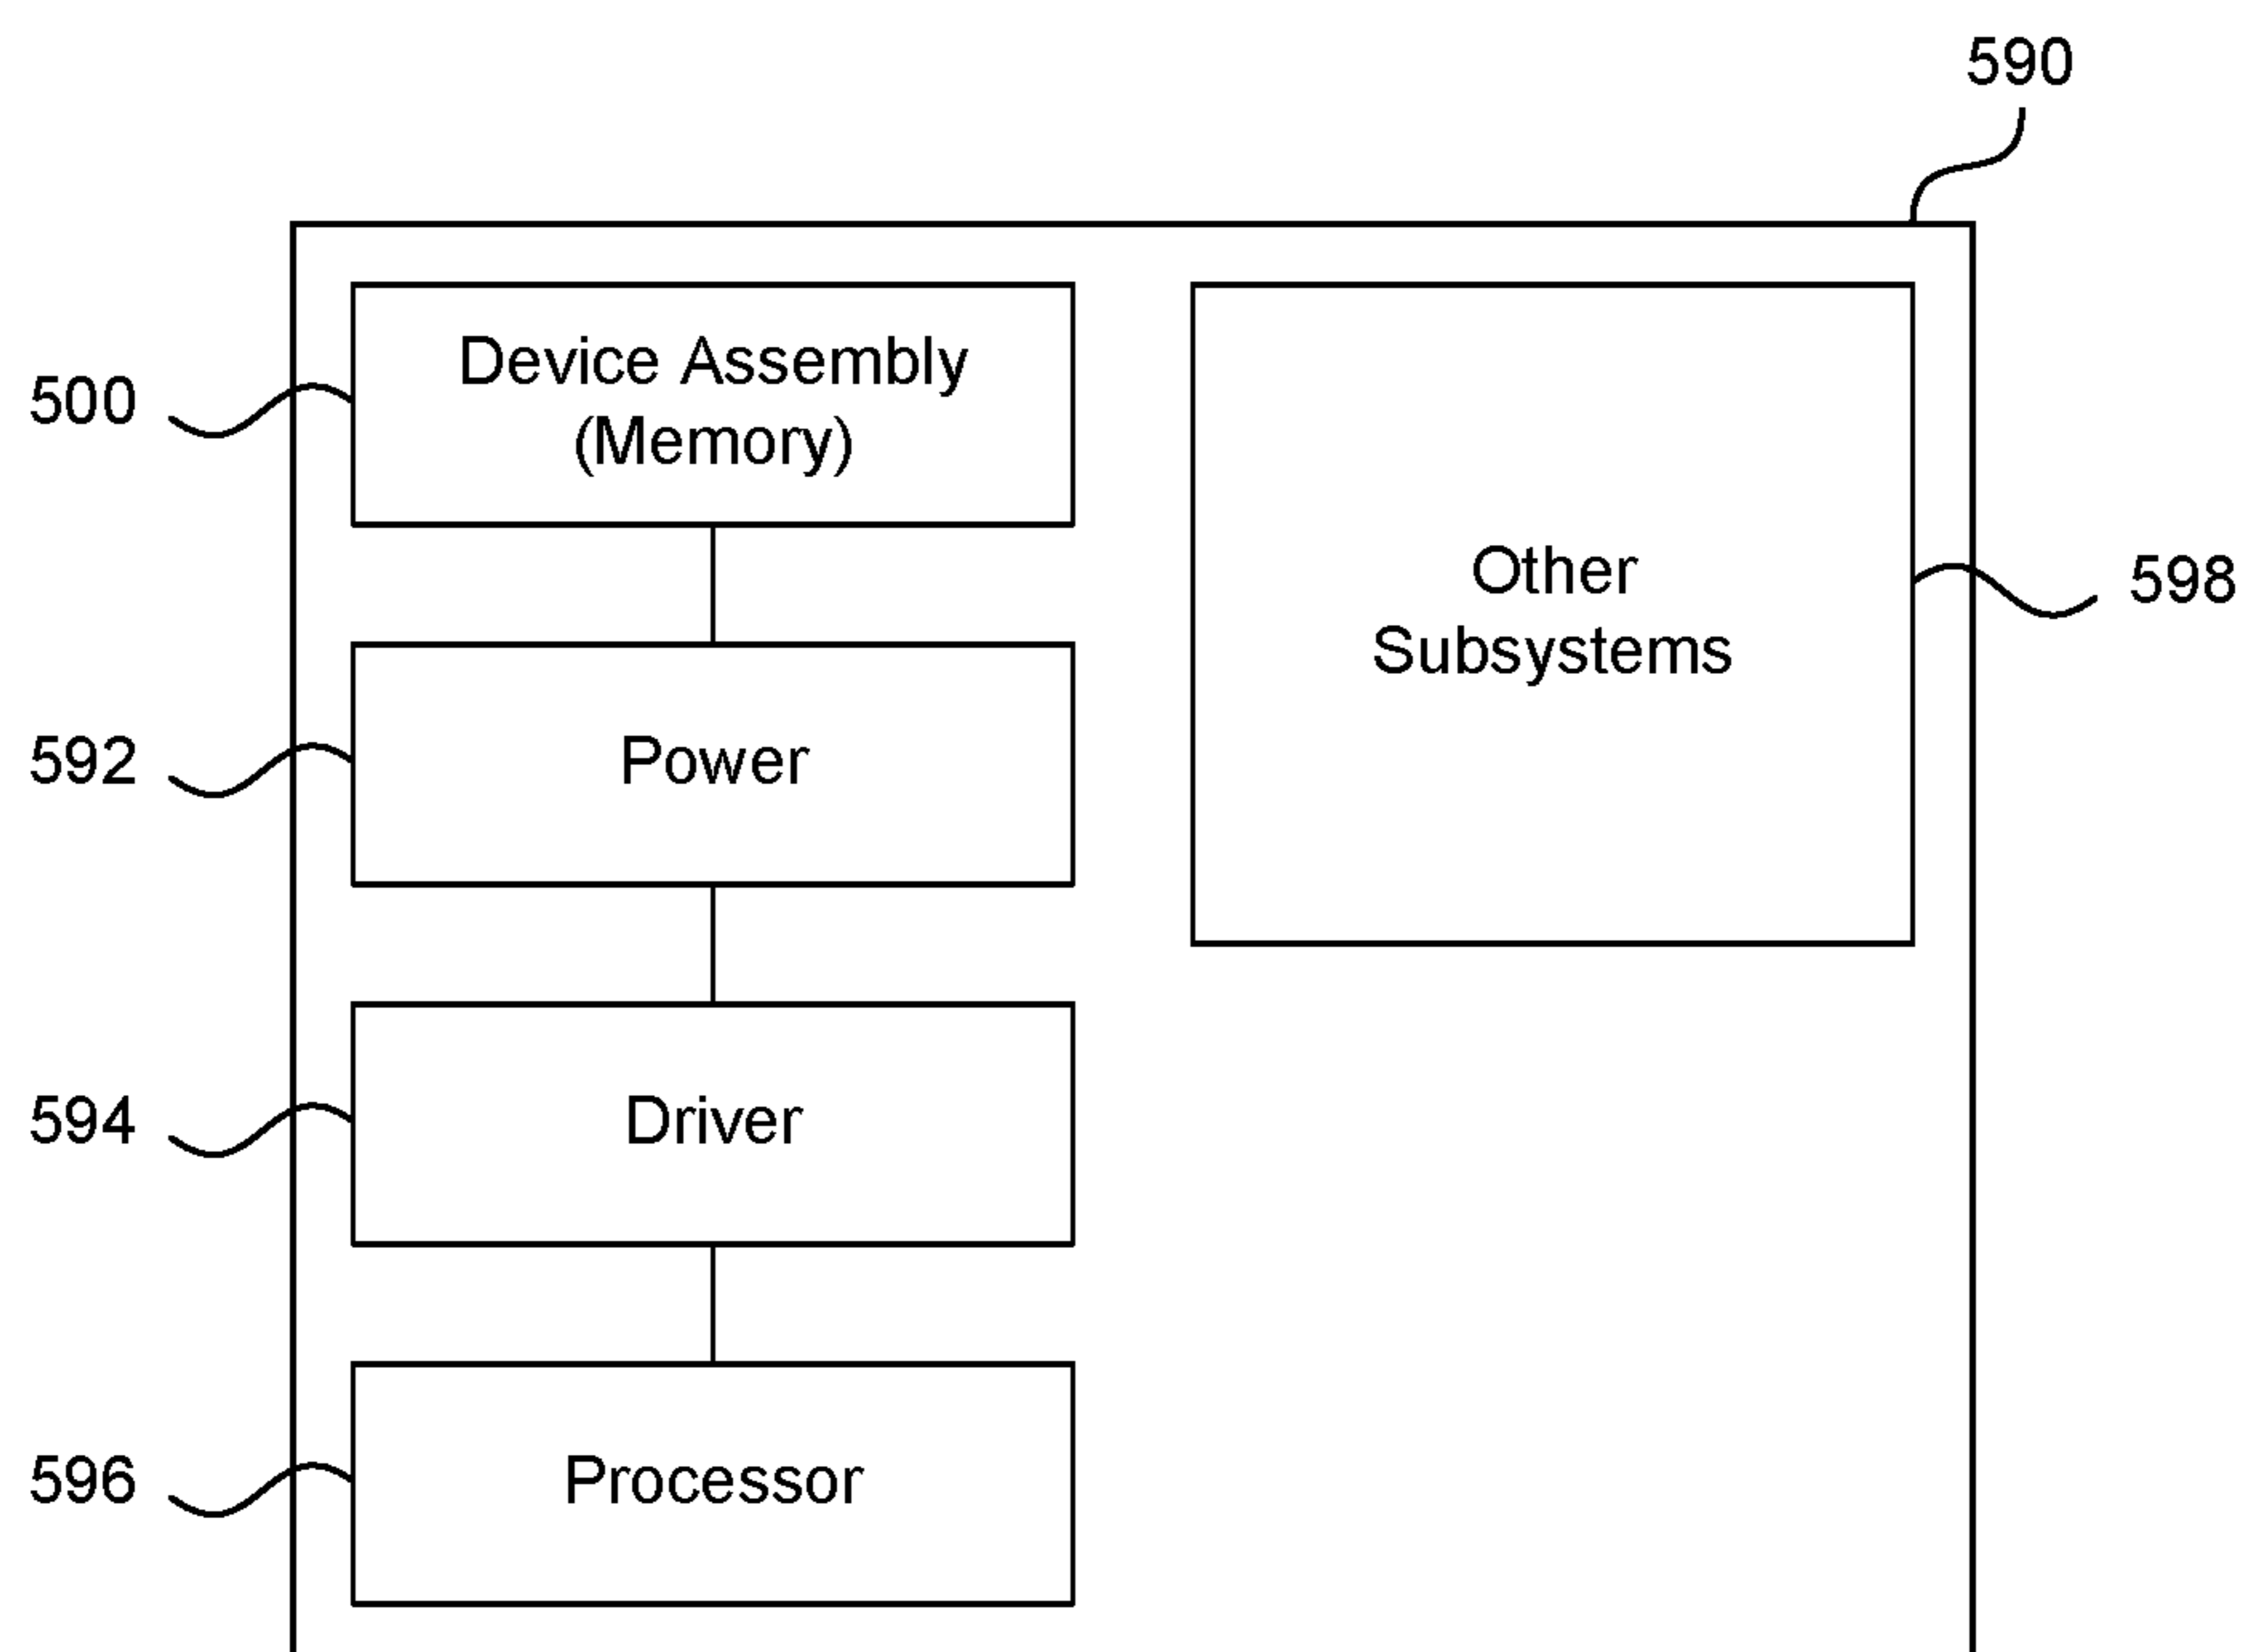 590
500
Device Assembly
(Memory)
Other
Subsystems
598
592
Power
594
Driver
596
Processor